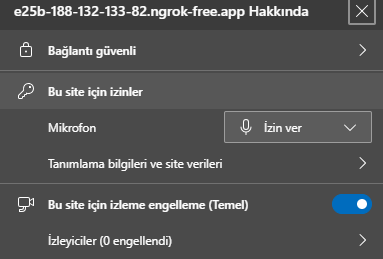 e25b-188-132-133-82.ngrok-free.app Hakkında
Bağlantı güvenli
Bu site için izinler
Mikrofon
İzin ver
Tanımlama bilgileri ve site verileri
Bu site için izleme engelleme (Temel)
İzleyiciler (0 engellendi)